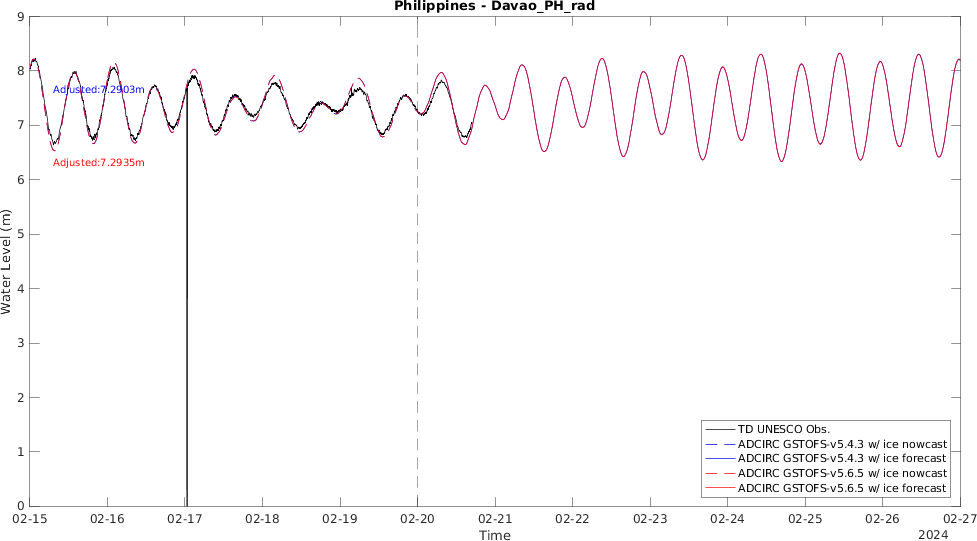 Philippines - Davao_PH_rad
9
8
7
6
5
4
3
2
1
0
Water Level (m)
Adjusted:7.2903m
Adjusted:7.2935m
TD UNESCO Obs.
ADCIRC GSTOFS-v5.4.3 w/ ice nowcast
ADCIRC GSTOFS-v5.4.3 w/ ice forecast
ADCIRC GSTOFS-v5.6.5 w/ ice nowcast
ADCIRC GSTOFS-v5.6.5 w/ ice forecast
02-15 02-16 02-17 02-18 02-19 02-20 02-21 02-22 02-23 02-24 02-25 02-26 02-27
Time
2024